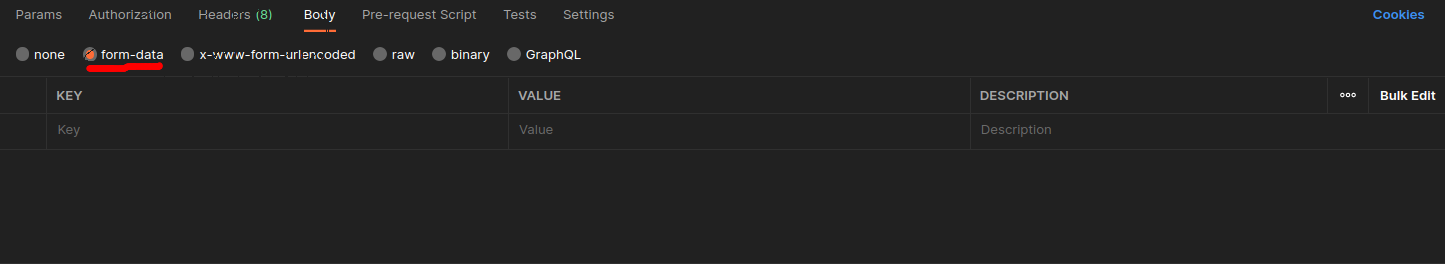 Params Authorization Headers (8) Body Pre-request Script Tests Settings Cookies
none form-data x-www-form-urlencoded raw binary GraphQL
KEY VALUE DESCRIPTION ooo Bulk Edit
Key Value Description